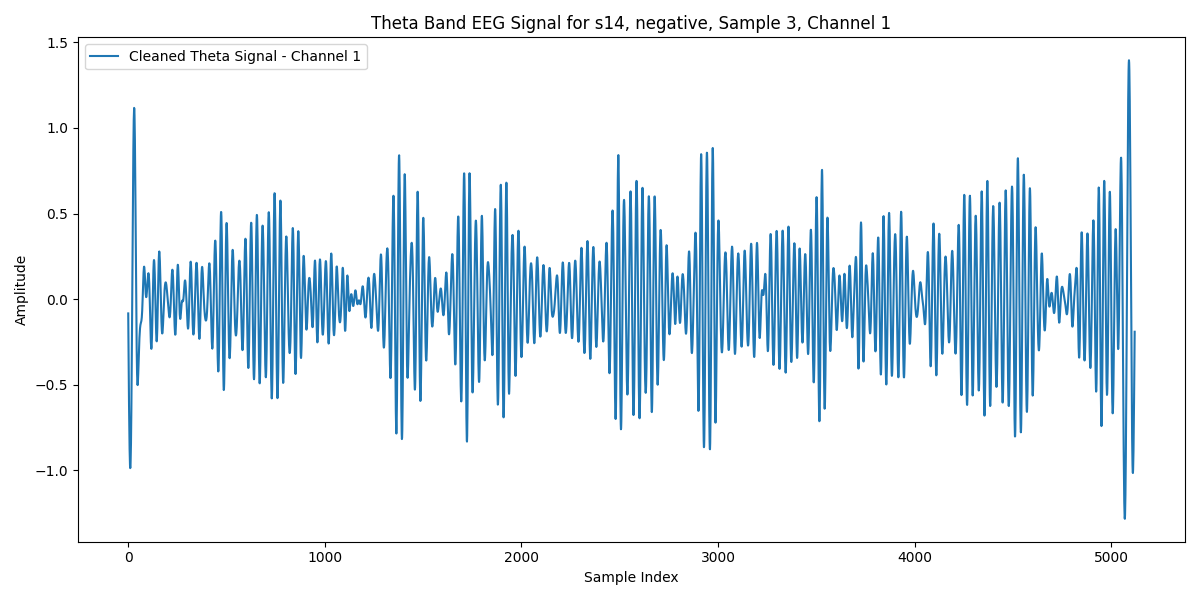 Theta Band EEG Signal for s14, negative, Sample 3, Channel 1
Cleaned Theta Signal - Channel 1
1.5
1.0
0.5
0.0
−0.5
−1.0
Amplitude
0 1000 2000 3000 4000 5000
Sample Index